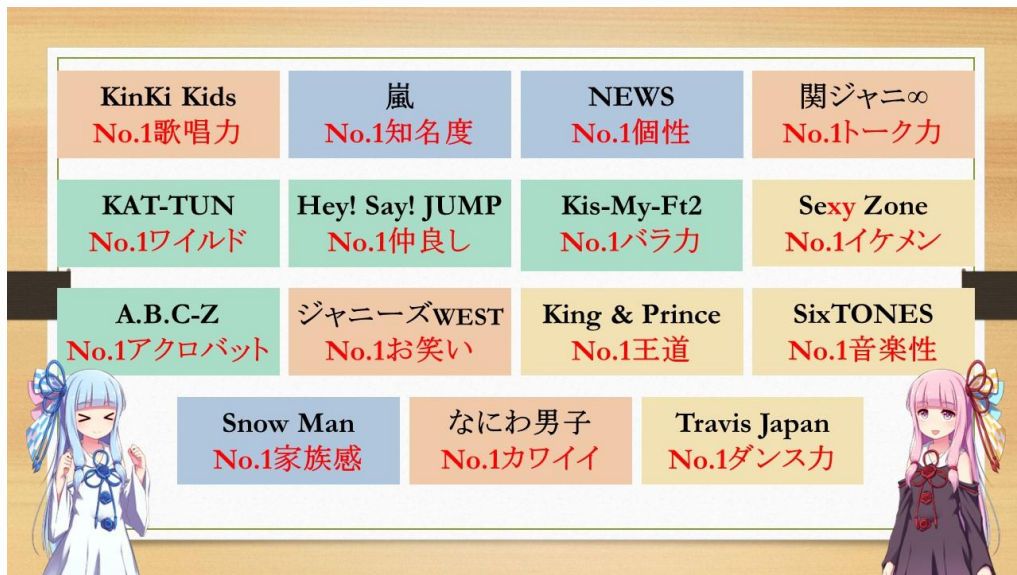 KinKi Kids
No.1歌唱力
嵐
No.1知名度
NEWS
No.1個性
関ジャニ∞
No.1トーク力
KAT-TUN
No.1ワイルド
Hey! Say! JUMP
No.1仲良し
Kis-My-Ft2
No.1バラ力
Sexy Zone
No.1イケメン
A.B.C-Z
No.1アクロバット
ジャニーズWEST
No.1お笑い
King & Prince
No.1王道
SixTONES
No.1音楽性
Snow Man
No.1家族感
なにわ男子
No.1カワイイ
Travis Japan
No.1ダンス力